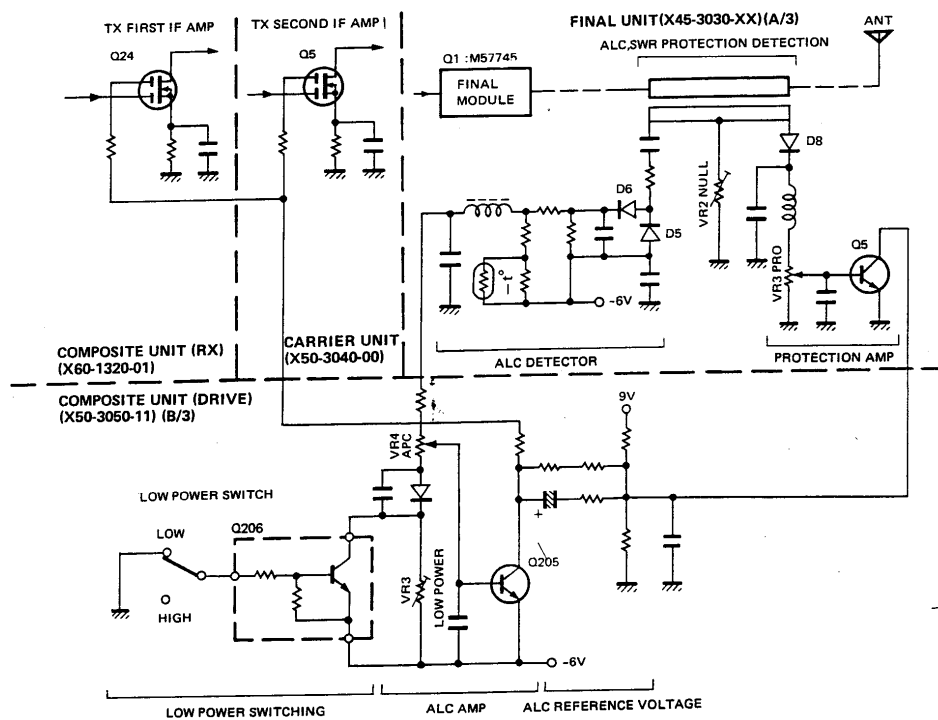 TX FIRST IF AMP
TX SECOND IF AMP
FINAL UNIT(X45-3030-XX)(A/3)
ANT
ALC,SWR PROTECTION DETECTION
Q24
Q5
Q1 :M57745
FINAL
MODULE
D8
D6
D5
VR2 NULL
Q5
VR3 PRO
-t°
-6V
COMPOSITE UNIT (RX)
(X60-1320-01)
CARRIER UNIT
(X50-3040-00)
ALC DETECTOR
PROTECTION AMP
COMPOSITE UNIT (DRIVE)
(X50-3050-11) (B/3)
9V
VR4
APC
LOW POWER SWITCH
LOW
Q206
+
Q205
HIGH
VR3
LOW POWER
-6V
LOW POWER SWITCHING
ALC AMP
ALC REFERENCE VOLTAGE